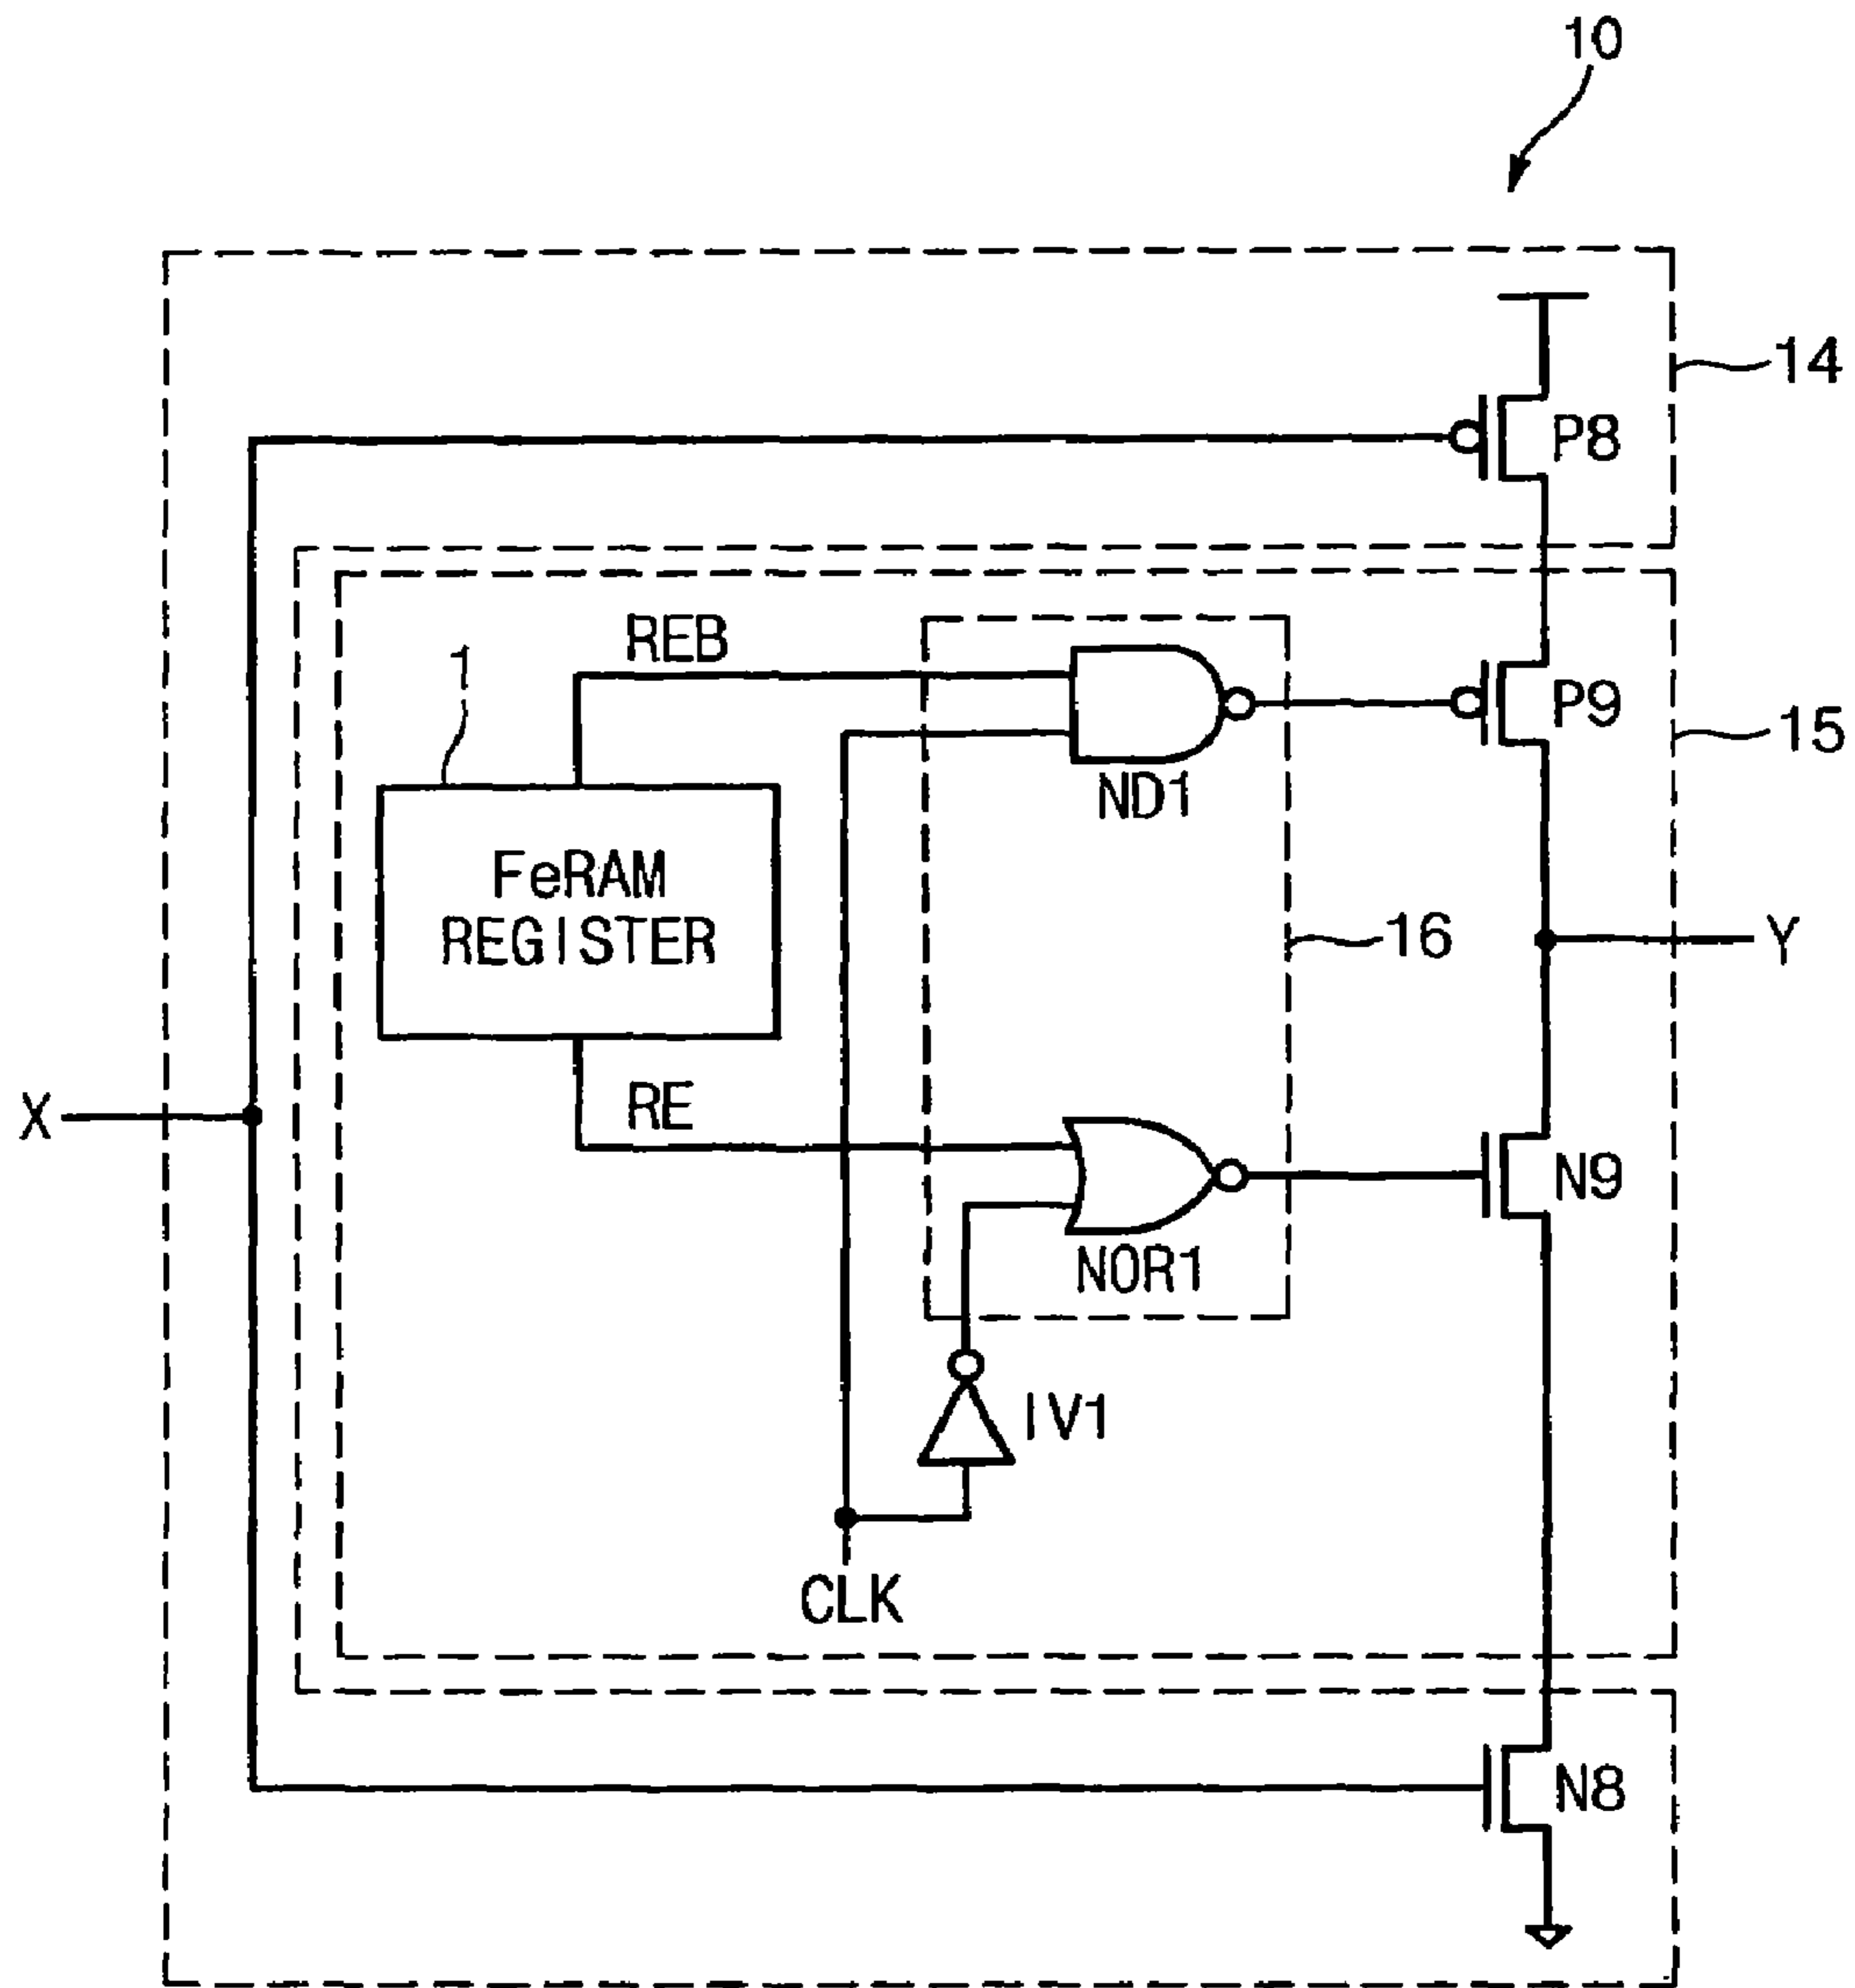 10
14
P8
REB
1
P9
15
ND1
FeRAM
REGISTER
16
Y
X
RE
N9
NOR1
IV1
CLK
N8